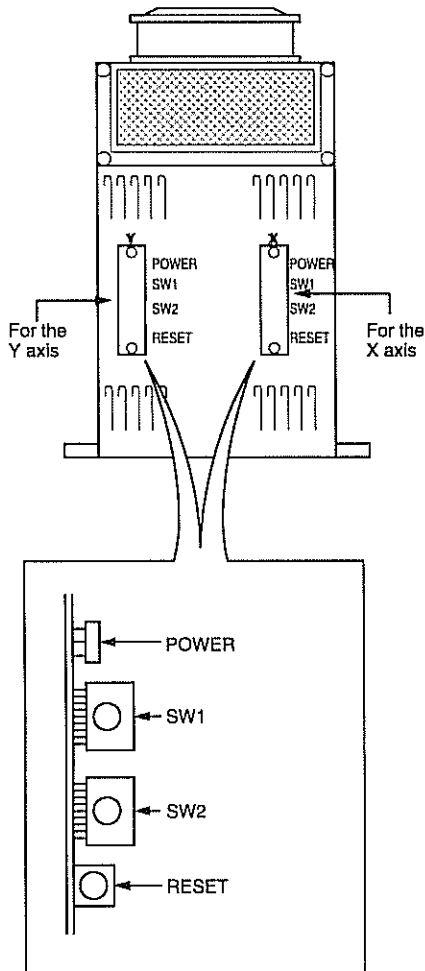 Y
X
POWER
SW1
SW2
RESET
POWER
SW1
SW2
RESET
For the
Y axis
For the
X axis
POWER
SW1
SW2
RESET